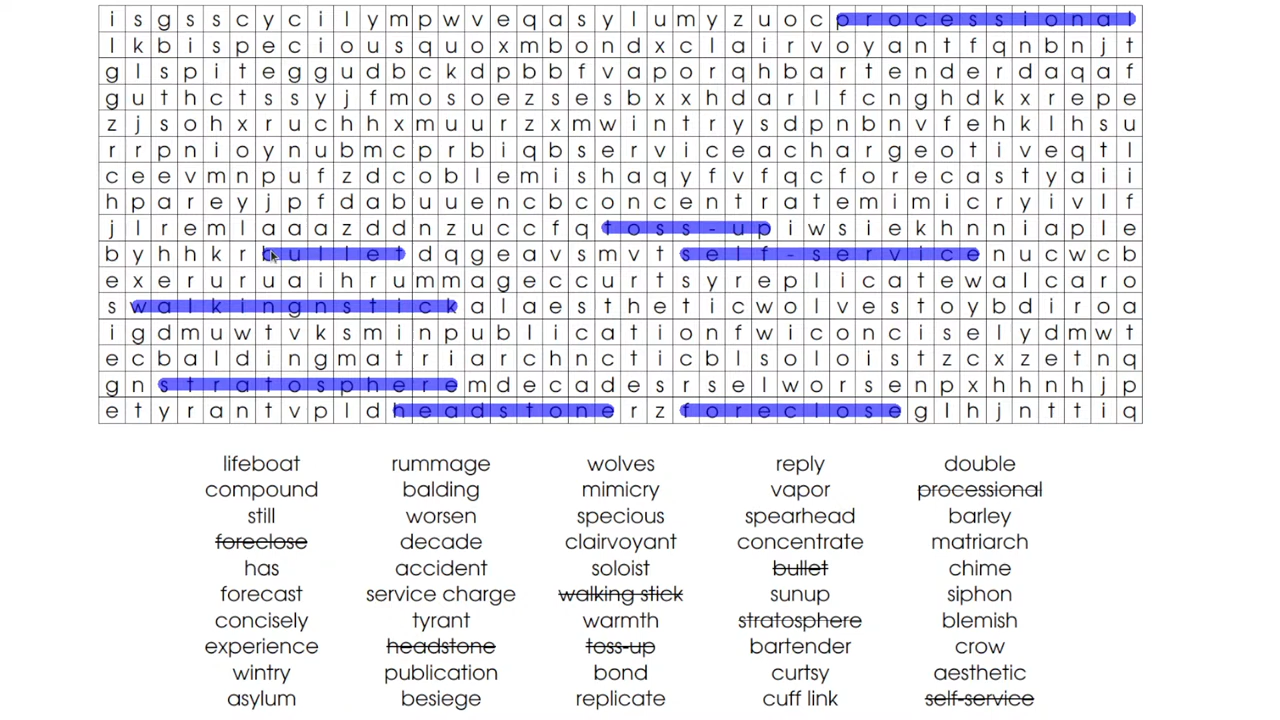 i s g s s c y c i l y m p w v e q a s y l u m y z u o c p r o c e s s i o n a l
l k b i s p e c i o u s q u o x m b o n d x c l a i r v o y a n t f q n b n j t
g l s p i t e g g u d b c k d p b b f v a p o r q h b a r t e n d e r d a q a f
g u t h c t s s y j f m o s o e z s e s b x x h d a r l f c n g h d k x r e p e
z j s o h x r u c h h x m u u r z x m w i n t r y s d p n b n v f e h k l h s u
r r p n i o y n u b m c p r b i q b s e r v i c e a c h a r g e o t i v e q t l
c e e v m n p u f z d c o b l e m i s h a q y f v f q c f o r e c a s t y a i i
h p a r e y j p f d a b u u e n c b c o n c e n t r a t e m i m i c r y i v l f
j l r e m l a a a z d d n z u c c f q t o s s - u p i w s i e k h n n i a p l e
b y h h k r b u l l e t d q g e a v s m v t s e l f - s e r v i c e n u c w c b
e x e r u r u a i h r u m m a g e c c u r t s y r e p l i c a t e w a l c a r o
s w a l k i n g n s t i c k a l a e s t h e t i c w o l v e s t o y b d i r o a
i g d m u w t v k s m i n p u b l i c a t i o n f w i c o n c i s e l y d m w t
e c b a l d i n g m a t r i a r c h n c t i c b l s o l o i s t z c x z e t n q
g n s t r a t o s p h e r e m d e c a d e s r s e l w o r s e n p x h h n h j p
e t y r a n t v p l d h e a d s t o n e r z f o r e c l o s e g l h j n t t i q
lifeboat rummage wolves reply double
compound balding mimicry vapor processional
still worsen specious spearhead barley
foreclose decade clairvoyant concentrate matriarch
has accident soloist bullet chime
forecast service charge walking stick sunup siphon
concisely tyrant warmth stratosphere blemish
experience headstone toss-up bartender crow
wintry publication bond curtsy aesthetic
asylum besiege replicate cuff link self-service